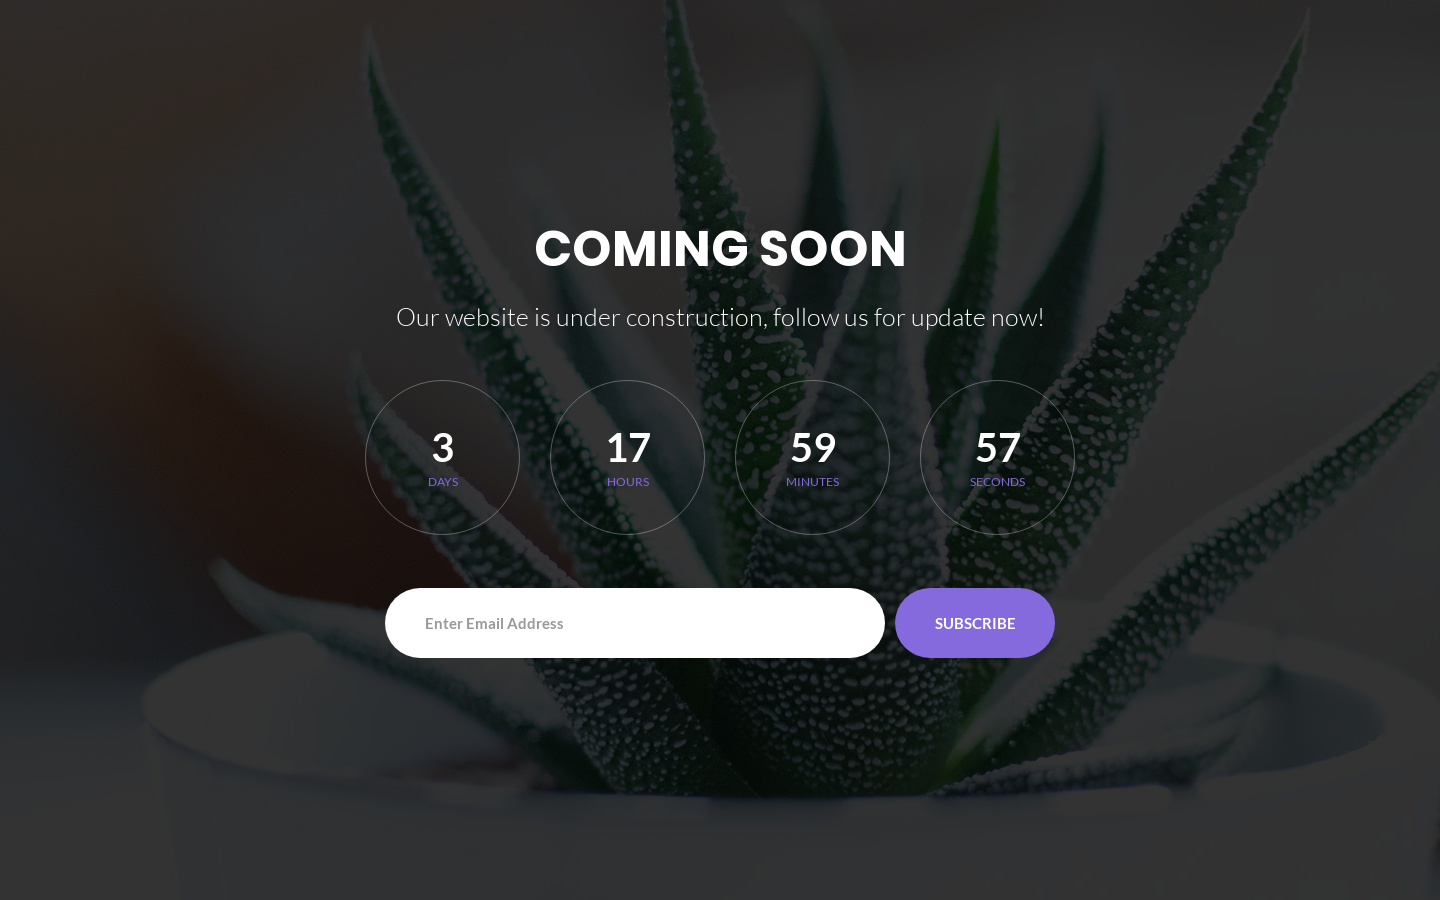 COMING SOON
Our website is under construction, follow us for update now!
3 17 59 57
DAYS HOURS MINUTES SECONDS
Enter Email Address SUBSCRIBE